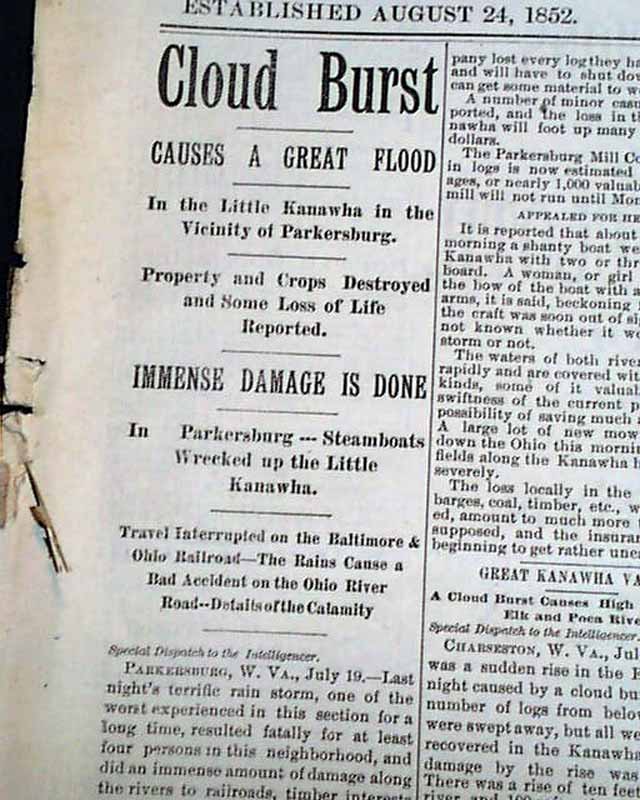 ESTABLISHED AUGUST 24, 1852.
Cloud Burst
CAUSES A GREAT FLOOD
In the Little Kanawha in the
Vicinity of Parkersburg.
Property and Crops Destroyed
and Some Loss of Life
Reported.
IMMENSE DAMAGE IS DONE
In Parkersburg --- Steamboats
Wrecked up the Little
Kanawha.
Travel Interrupted on the Baltimore &
Ohio Railroad—The Rains Cause a
Bad Accident on the Ohio River
Road--Details of the Calamity
Special Dispatch to the Intelligencer.
PARKERSBURG, W. VA., July 19.—Last
night's terrific rain storm, one of the
worst experienced in this section for a
long time, resulted fatally for at least
four persons in this neighborhood, and
did an immense amount of damage along
the rivers to railroads, timber interests
pany lost every log they ha
and will have to shut dow
can get some material to w
A number of minor casu
ported, and the loss in th
nawha will foot up many
dollars.
The Parkersburg Mill Co
in logs is now estimated
ages, or nearly 1,000 valuabl
mill will not run until Mon
APPEALED FOR HE
It is reported that about
morning a shanty boat we
Kanawha with two or thr
board. A woman, or girl
the bow of the boat with a
arms, it is said, beckoning
the craft was soon out of si
not known whether it we
storm or not.
The waters of both river
rapidly and are covered wit
kinds, some of it valuab
swiftness of the current p
possibility of saving much
A large lot of new mow
down the Ohio this mornin
fields along the Kanawha h
severely.
The loss locally in the
barges, coal, timber, etc., w
ed, amount to much more
supposed, and the insuran
beginning to get rather unea
GREAT KANAWHA VA
A Cloud Burst Causes High
Elk and Poca Rive
Special Dispatch to the Intelligencer.
CHARSESTON, W. VA., Jul
was a sudden rise in the E
night caused by a cloud bu
number of logs from belo
were swept away, but all we
recovered in the Kanawha
damage by the rise was
There was a rise of ten feet